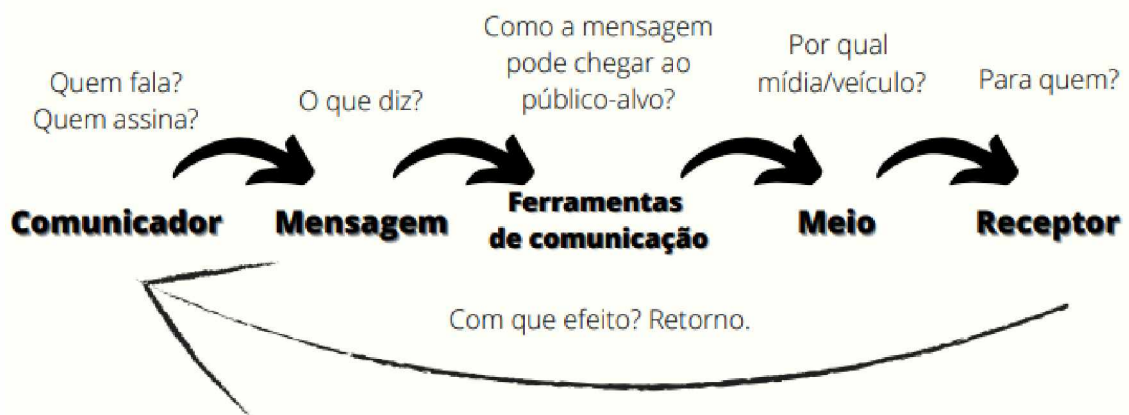 Quem fala?
Quem assina?
O que diz?
Como a mensagem
pode chegar ao
público-alvo?
Por qual
mídia/veículo?
Para quem?
Comunicador
Mensagem
Ferramentas
de comunicação
Meio
Receptor
Com que efeito? Retorno.